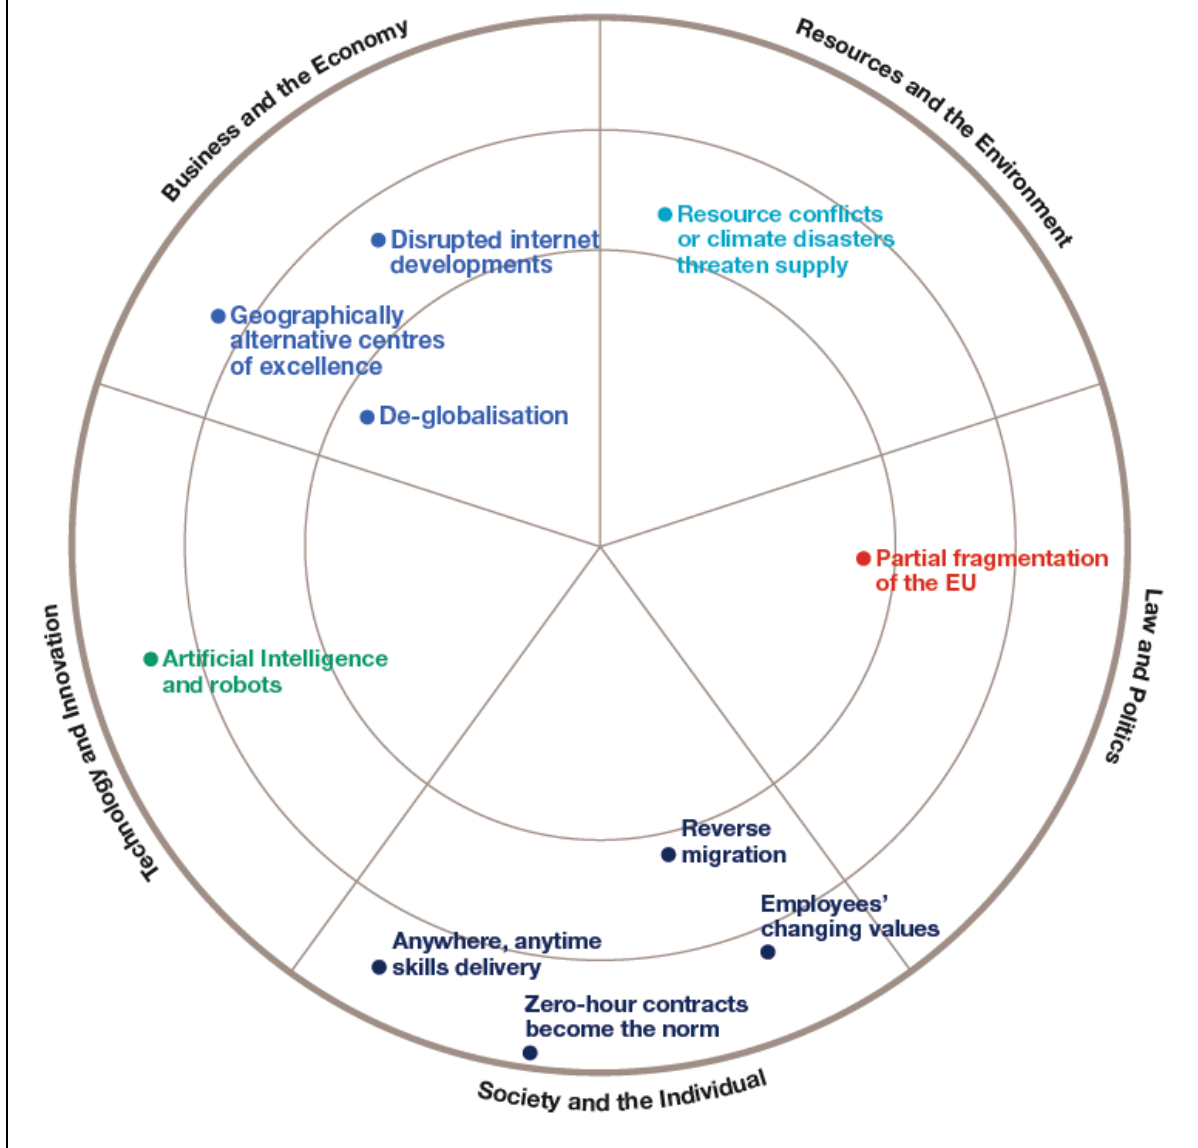 Business and the Economy
Resources and the Environment
Disrupted internet
developments
Resource conflicts
or climate disasters
threaten supply
Geographically
alternative centres
of excellence
De-globalisation
Partial fragmentation
of the EU
Law and Politics
Artificial Intelligence
and robots
Technology and Innovation
Reverse
migration
Employees’
changing values
Anywhere, anytime
skills delivery
Zero-hour contracts
become the norm
Society and the Individual